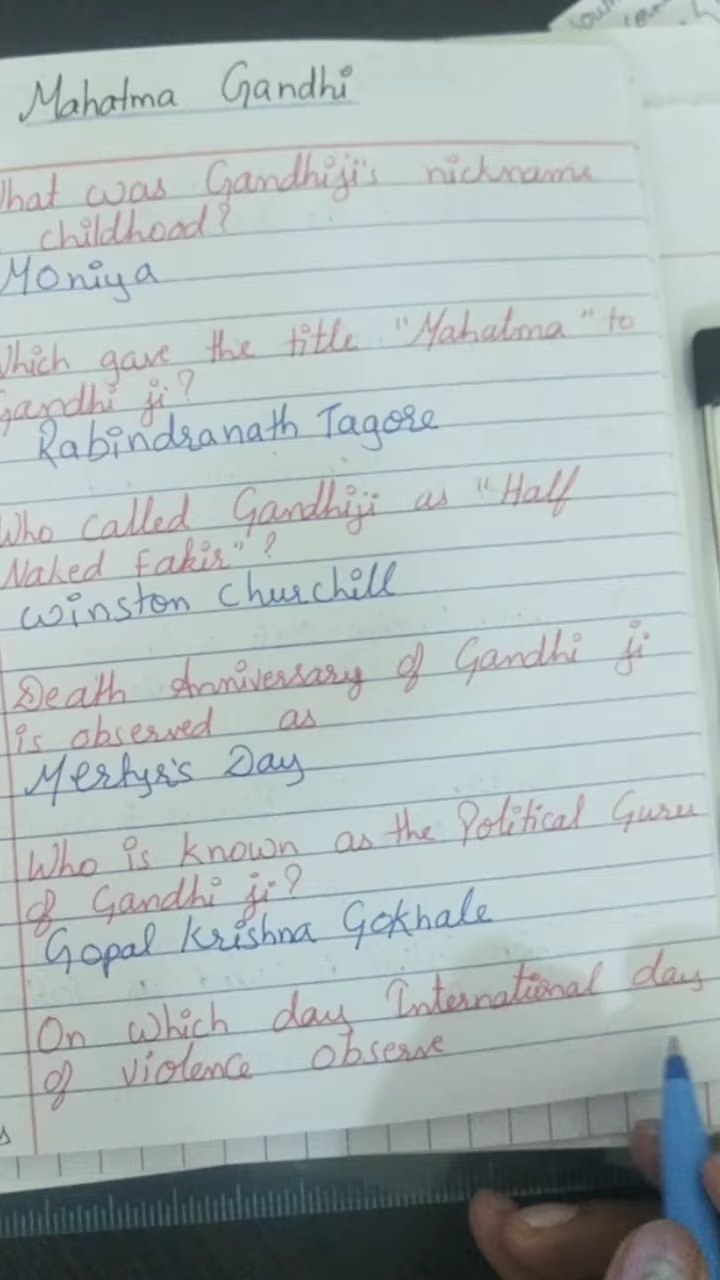 Mahatma Gandhi
hat was Gandhiji's nickname
childhood?
Moniya
hich gave the title "Mahatma" to
andhi ji?
Rabindranath Tagore
Who called Gandhiji as "Half
Naked Fakir"?
Winston Churchill
Death Anniversary of Gandhi ji
is observed as
Mertyr's Day
Who is known as the Political Guru
of Gandhi ji?
Gopal Krishna Gokhale
On which day International day
of violence observe